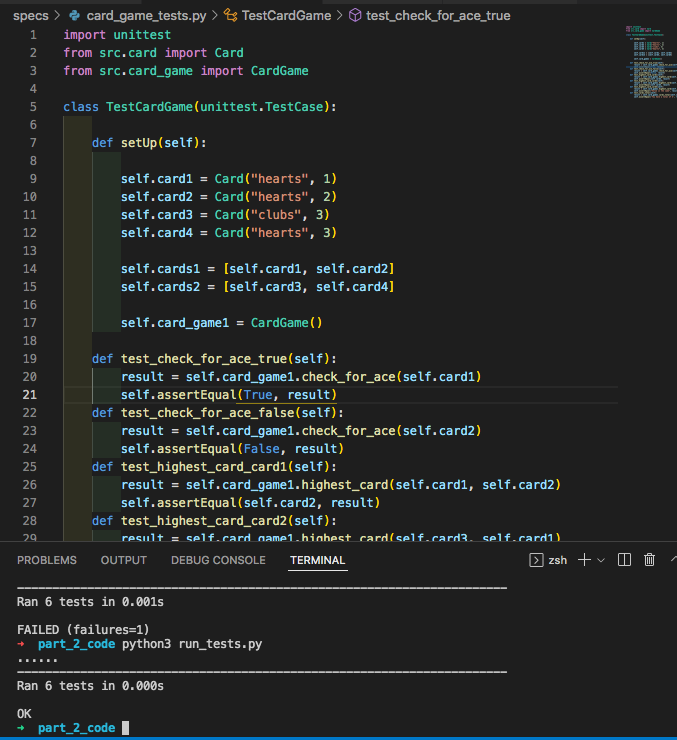 specs > card_game_tests.py > TestCardGame > test_check_for_ace_true
1 import unittest
2 from src.card import Card
3 from src.card_game import CardGame
4
5 class TestCardGame(unittest.TestCase):
6
7     def setUp(self):
8
9         self.card1 = Card("hearts", 1)
10         self.card2 = Card("hearts", 2)
11         self.card3 = Card("clubs", 3)
12         self.card4 = Card("hearts", 3)
13
14         self.cards1 = [self.card1, self.card2]
15         self.cards2 = [self.card3, self.card4]
16
17         self.card_game1 = CardGame()
18
19     def test_check_for_ace_true(self):
20         result = self.card_game1.check_for_ace(self.card1)
21         self.assertEqual(True, result)
22     def test_check_for_ace_false(self):
23         result = self.card_game1.check_for_ace(self.card2)
24         self.assertEqual(False, result)
25     def test_highest_card_card1(self):
26         result = self.card_game1.highest_card(self.card1, self.card2)
27         self.assertEqual(self.card2, result)
28     def test_highest_card_card2(self):
29         result = self.card_game1.highest_card(self.card3, self.card1)
PROBLEMS OUTPUT DEBUG CONSOLE TERMINAL zsh
----------------------------------------------------------------------
Ran 6 tests in 0.001s
FAILED (failures=1)
→ part_2_code python3 run_tests.py
......
----------------------------------------------------------------------
Ran 6 tests in 0.000s
OK
→ part_2_code